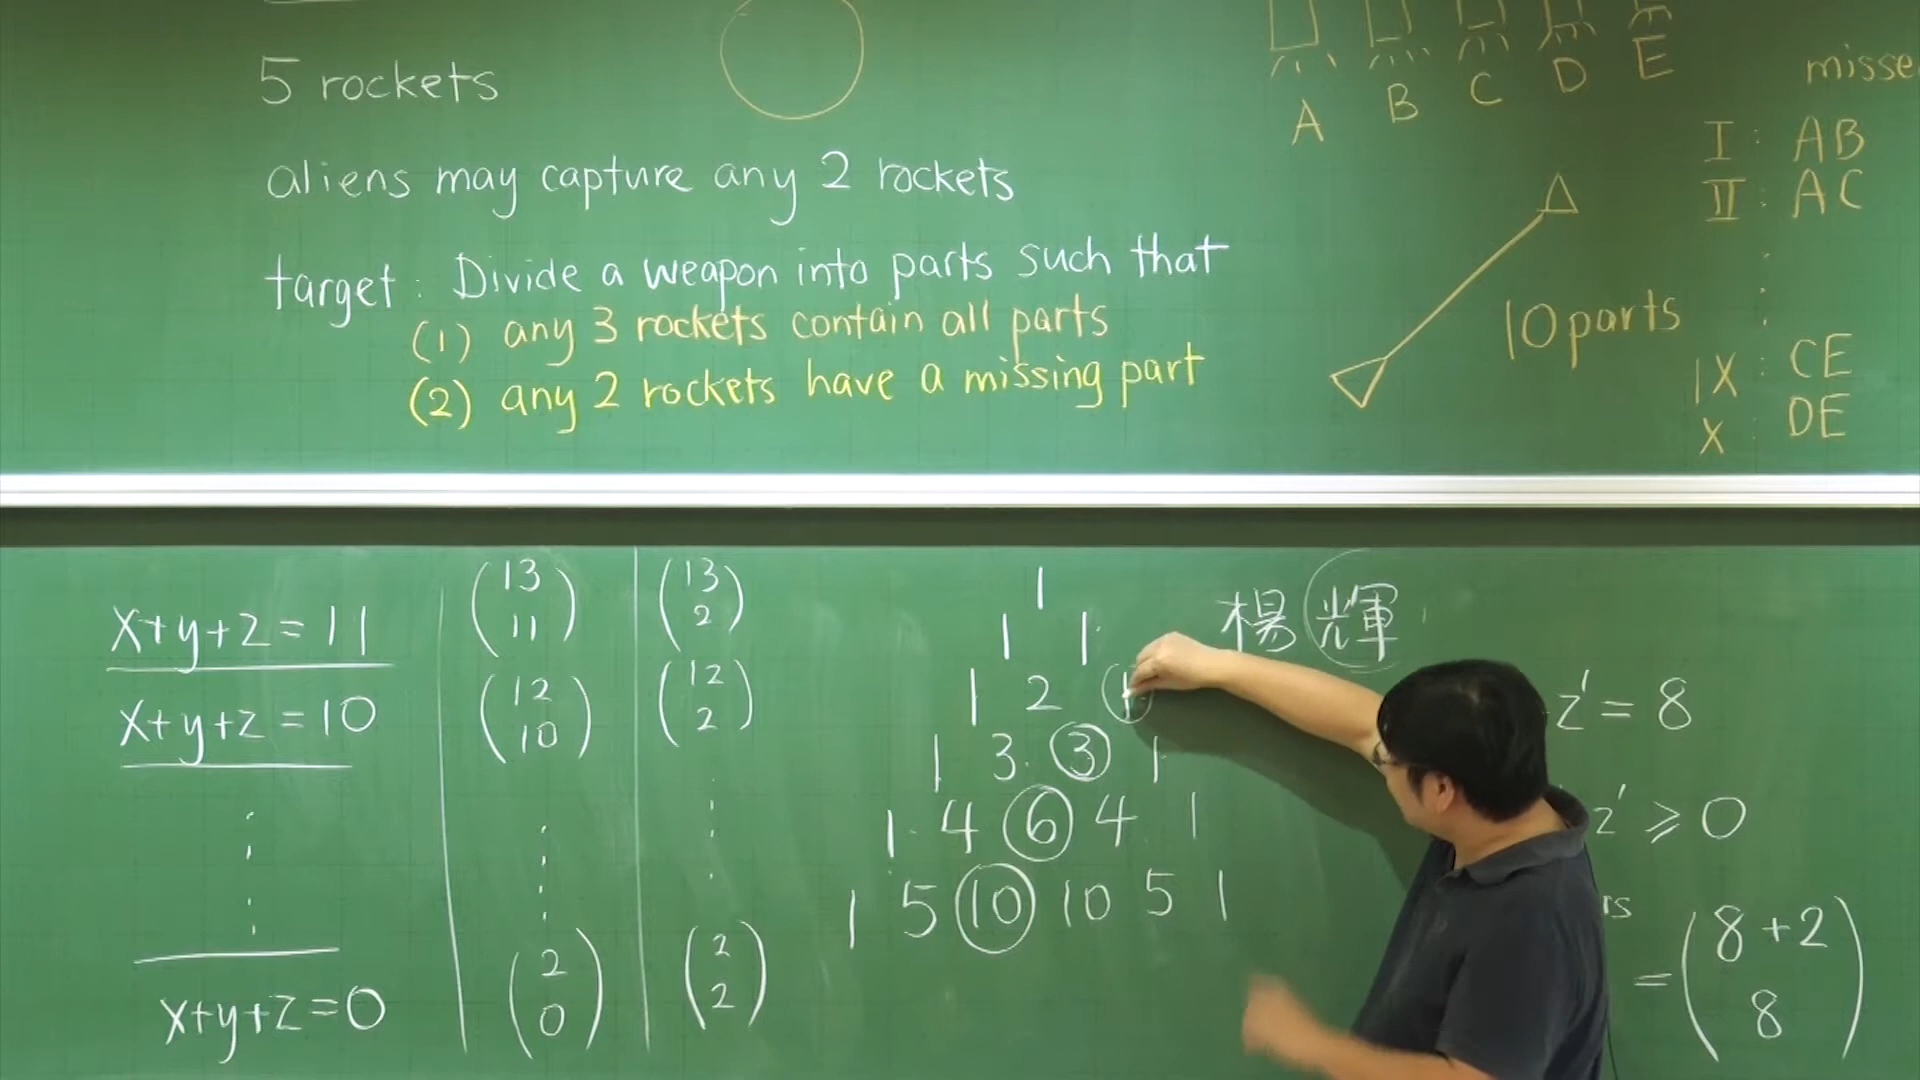 5 rockets
aliens may capture any 2 rockets
target : Divide a weapon into parts such that
(1) any 3 rockets contain all parts
(2) any 2 rockets have a missing part
A B C D E
10 parts
I : AB
II : AC
⋮
IX : CE
X : DE
x+y+z=11 (13 11) (13 2)
x+y+z=10 (12 10) (12 2)
⋮ ⋮ ⋮
x+y+z=0 (2 0) (2 2)
1
1 1
1 2 1
1 3 3 1
1 4 6 4 1
1 5 10 10 5 1
楊輝
z' = 8
z' ⩾ 0
= (8+2 8)